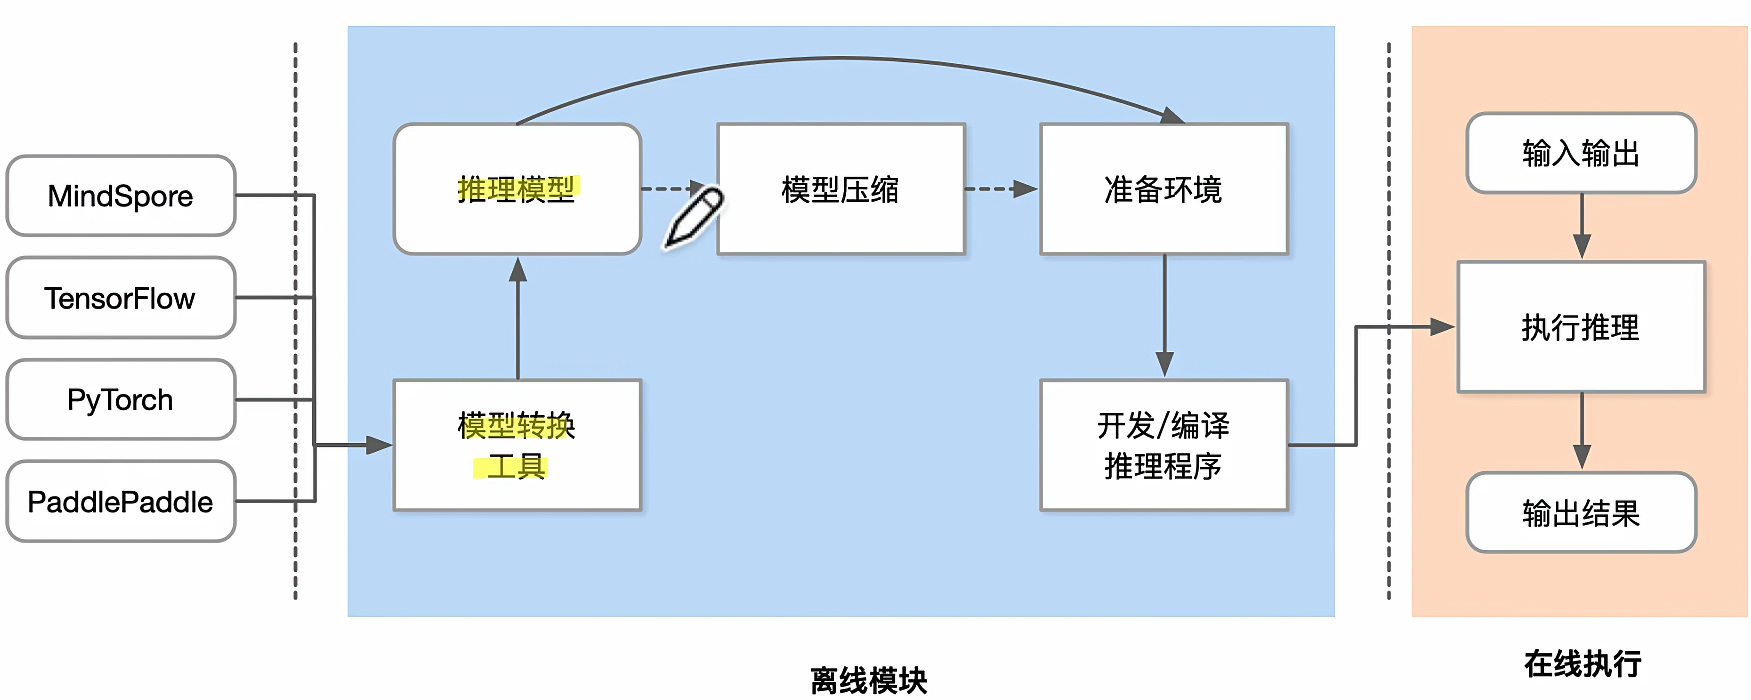 MindSpore
TensorFlow
PyTorch
PaddlePaddle
推理模型
模型压缩
准备环境
模型转换
工具
开发/编译
推理程序
离线模块
输入输出
执行推理
输出结果
在线执行